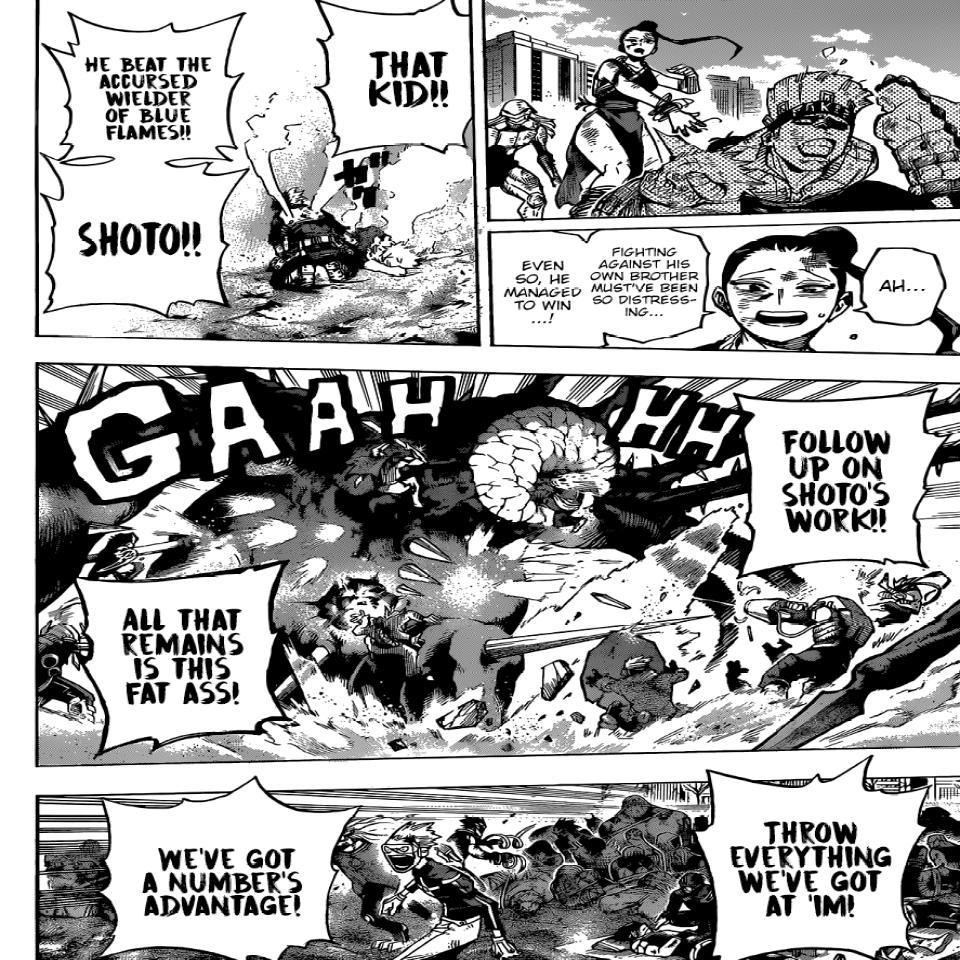 AH...
FIGHTING
AGAINST HIS
OWN BROTHER
MUST'VE BEEN
SO DISTRESS-
ING...
EVEN
SO, HE
MANAGED
TO WIN
...!
THAT
KID!!
HE BEAT THE
ACCURSED
WIELDER
OF BLUE
FLAMES!!
SHOTO!!
FOLLOW
UP ON
SHOTO'S
WORK!!
GAAHHH
ALL THAT
REMAINS
IS THIS
FAT ASS!
THROW
EVERYTHING
WE'VE GOT
AT 'IM!
WE'VE GOT
A NUMBER'S
ADVANTAGE!